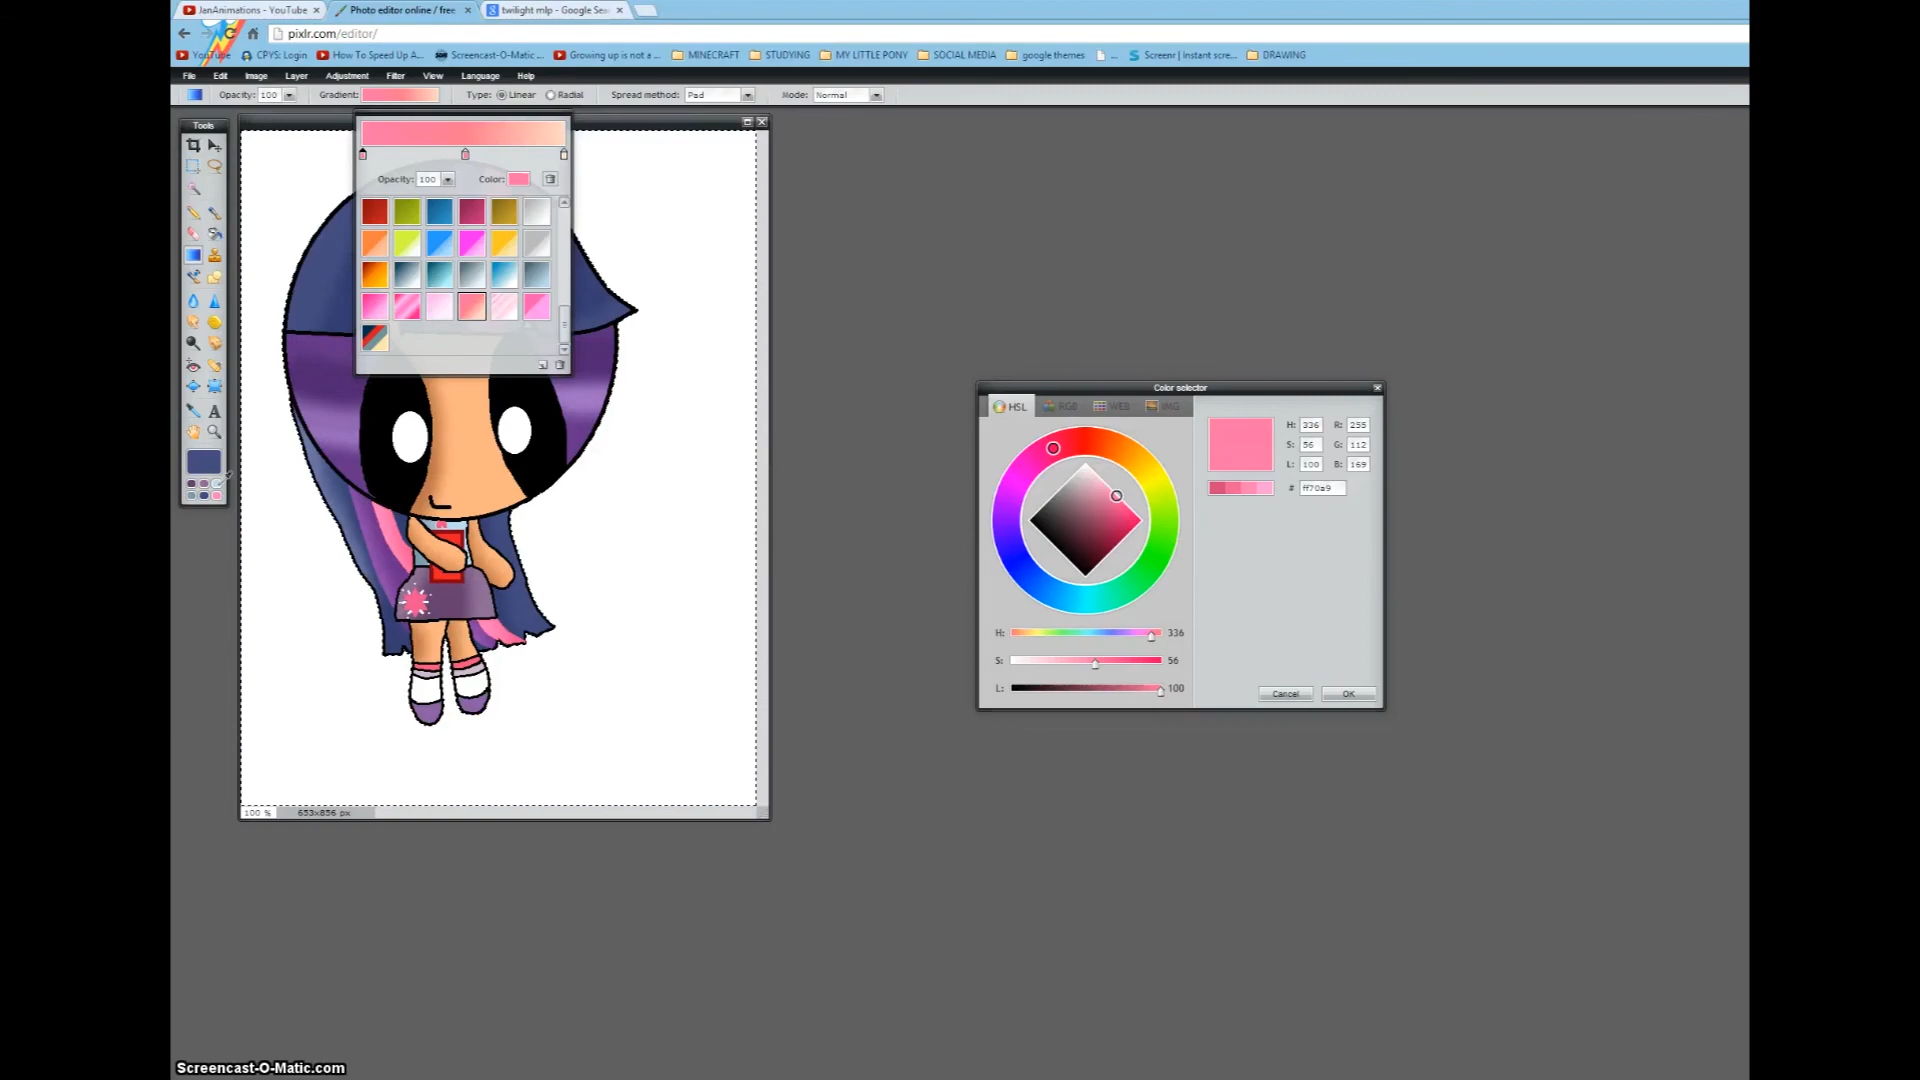 JenAnimations - YouTube
Photo editor online / free
twilight mlp - Google Sea
pixlr.com/editor/
YouTube
CPYS: Login
How To Speed Up A...
Screencast-O-Matic ...
Growing up is not a ...
MINECRAFT
STUDYING
MY LITTLE PONY
SOCIAL MEDIA
google themes
...
Screenr | Instant scre...
DRAWING
File Edit Image Layer Adjustment Filter View Language Help
Opacity: 100 Gradient: Type: Linear Radial Spread method: Pad Mode: Normal
Tools
Opacity: 100 Color:
A
Color selector
HSL RGB WEB IMG
H: 336 R: 255
S: 56 G: 112
L: 100 B: 169
# ff70a9
H: 336
S: 56
L: 100
Cancel OK
100 % 653x856 px
Screencast-O-Matic.com